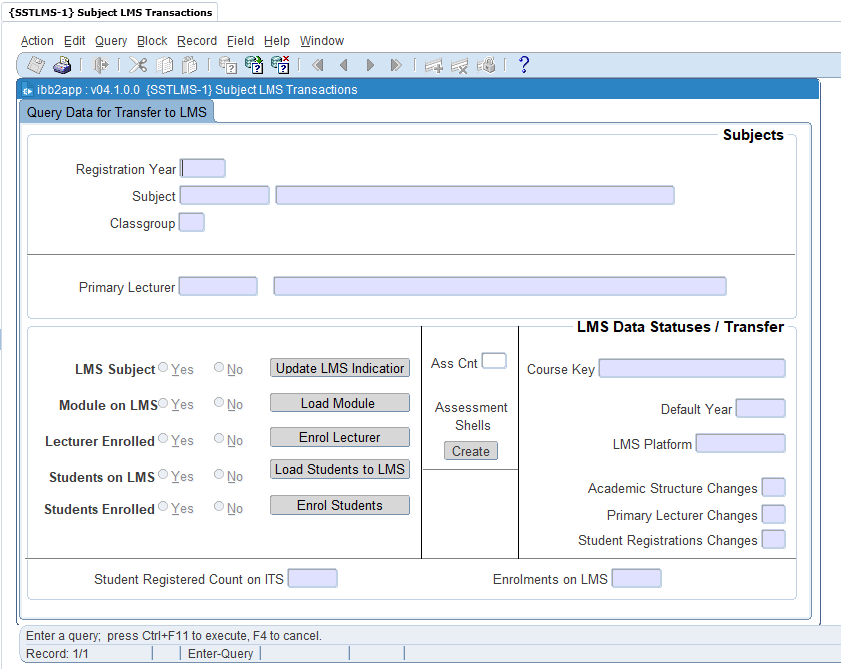 {SSTLMS-1} Subject LMS Transactions
Action Edit Query Block Record Field Help Window
ibb2app : v04.1.0.0 {SSTLMS-1} Subject LMS Transactions
Query Data for Transfer to LMS
Subjects
Registration Year
Subject
Classgroup
Primary Lecturer
LMS Data Statuses / Transfer
LMS Subject Yes No Update LMS Indicatior
Module on LMS Yes No Load Module
Lecturer Enrolled Yes No Enrol Lecturer
Students on LMS Yes No Load Students to LMS
Students Enrolled Yes No Enrol Students
Ass Cnt
Assessment
Shells
Create
Course Key
Default Year
LMS Platform
Academic Structure Changes
Primary Lecturer Changes
Student Registrations Changes
Student Registered Count on ITS
Enrolments on LMS
Enter a query; press Ctrl+F11 to execute, F4 to cancel.
Record: 1/1 Enter-Query